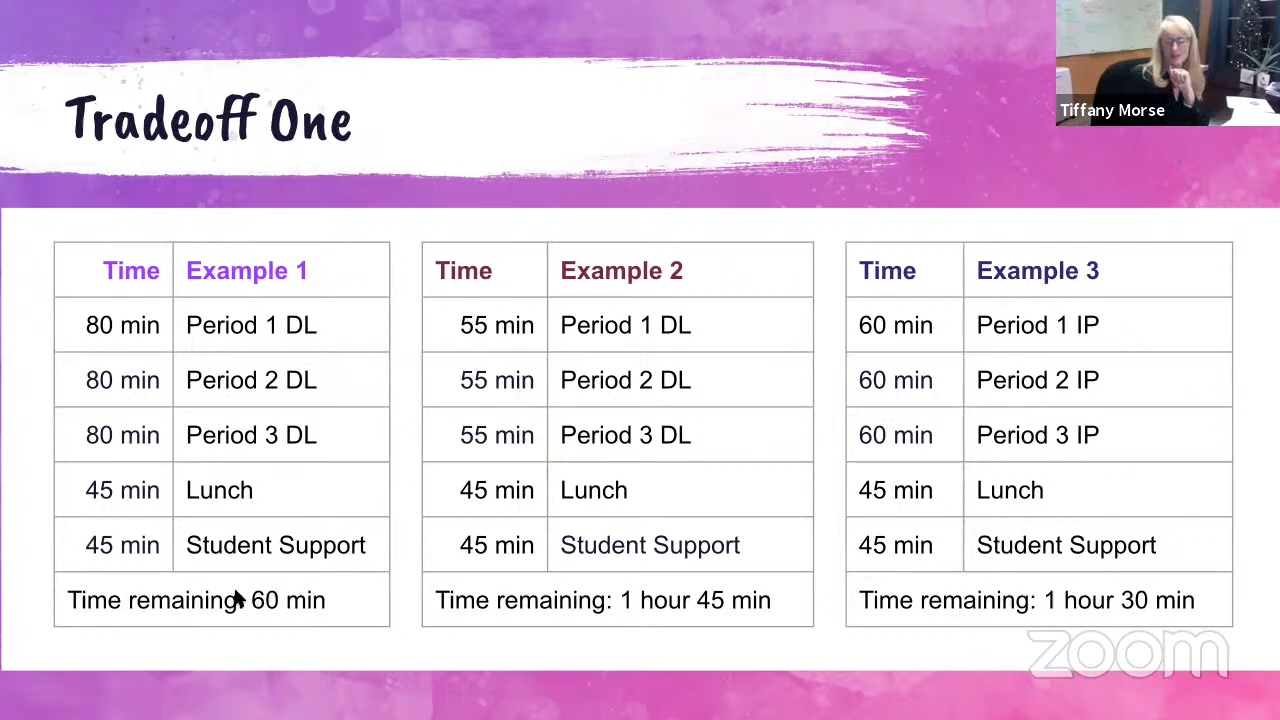 Tradeoff One
Tiffany Morse
Time Example 1
80 min Period 1 DL
80 min Period 2 DL
80 min Period 3 DL
45 min Lunch
45 min Student Support
Time remaining: 60 min
Time Example 2
55 min Period 1 DL
55 min Period 2 DL
55 min Period 3 DL
45 min Lunch
45 min Student Support
Time remaining: 1 hour 45 min
Time Example 3
60 min Period 1 IP
60 min Period 2 IP
60 min Period 3 IP
45 min Lunch
45 min Student Support
Time remaining: 1 hour 30 min
zoom